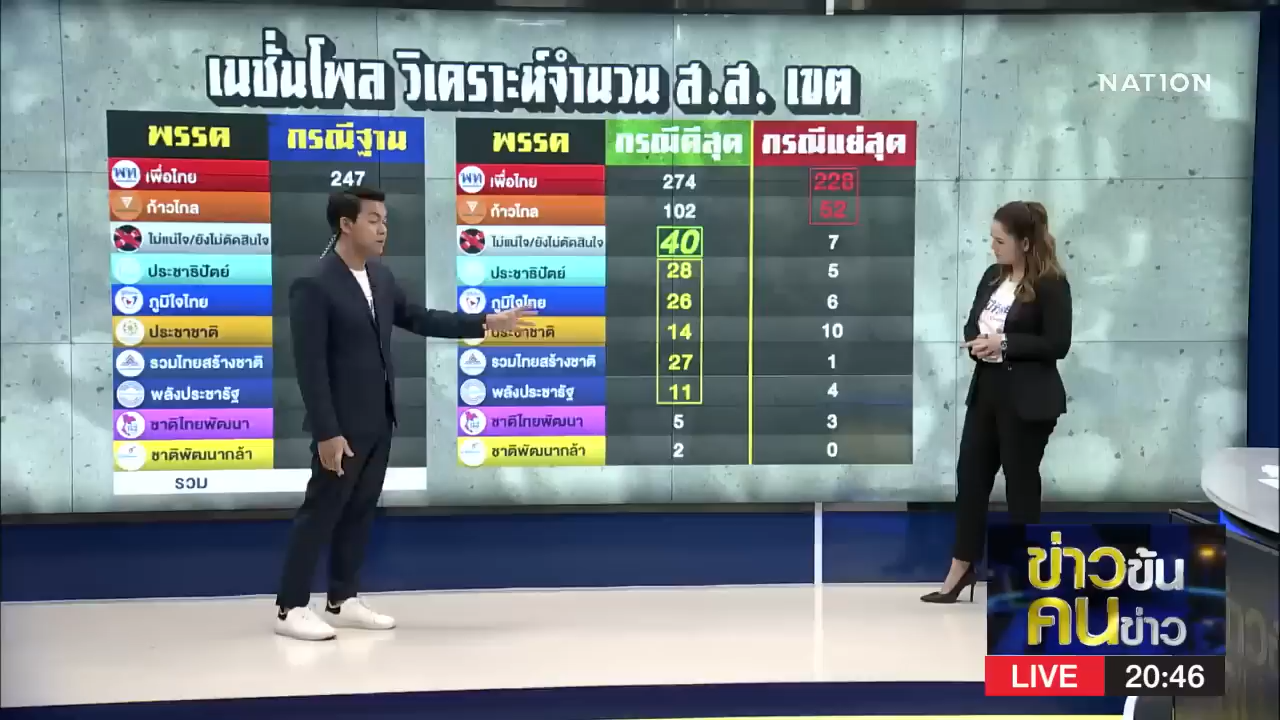 เนชั่นโพล วิเคราะห์จำนวน ส.ส. เขต
NATION
พรรค กรณีฐาน
พท เพื่อไทย 247
ก้าวไกล
ไม่แน่ใจ/ยังไม่ตัดสินใจ
ประชาธิปัตย์
ภูมิใจไทย
ประชาชาติ
รวมไทยสร้างชาติ
พลังประชารัฐ
ชาติไทยพัฒนา
ชาติพัฒนากล้า
รวม
พรรค กรณีดีสุด กรณีแย่สุด
พท เพื่อไทย 274 228
ก้าวไกล 102 52
ไม่แน่ใจ/ยังไม่ตัดสินใจ 40 7
ประชาธิปัตย์ 28 5
ภูมิใจไทย 26 6
ประชาชาติ 14 10
รวมไทยสร้างชาติ 27 1
พลังประชารัฐ 11 4
ชาติไทยพัฒนา 5 3
ชาติพัฒนากล้า 2 0
ข่าวข้น
คนข่าว
LIVE 20:46